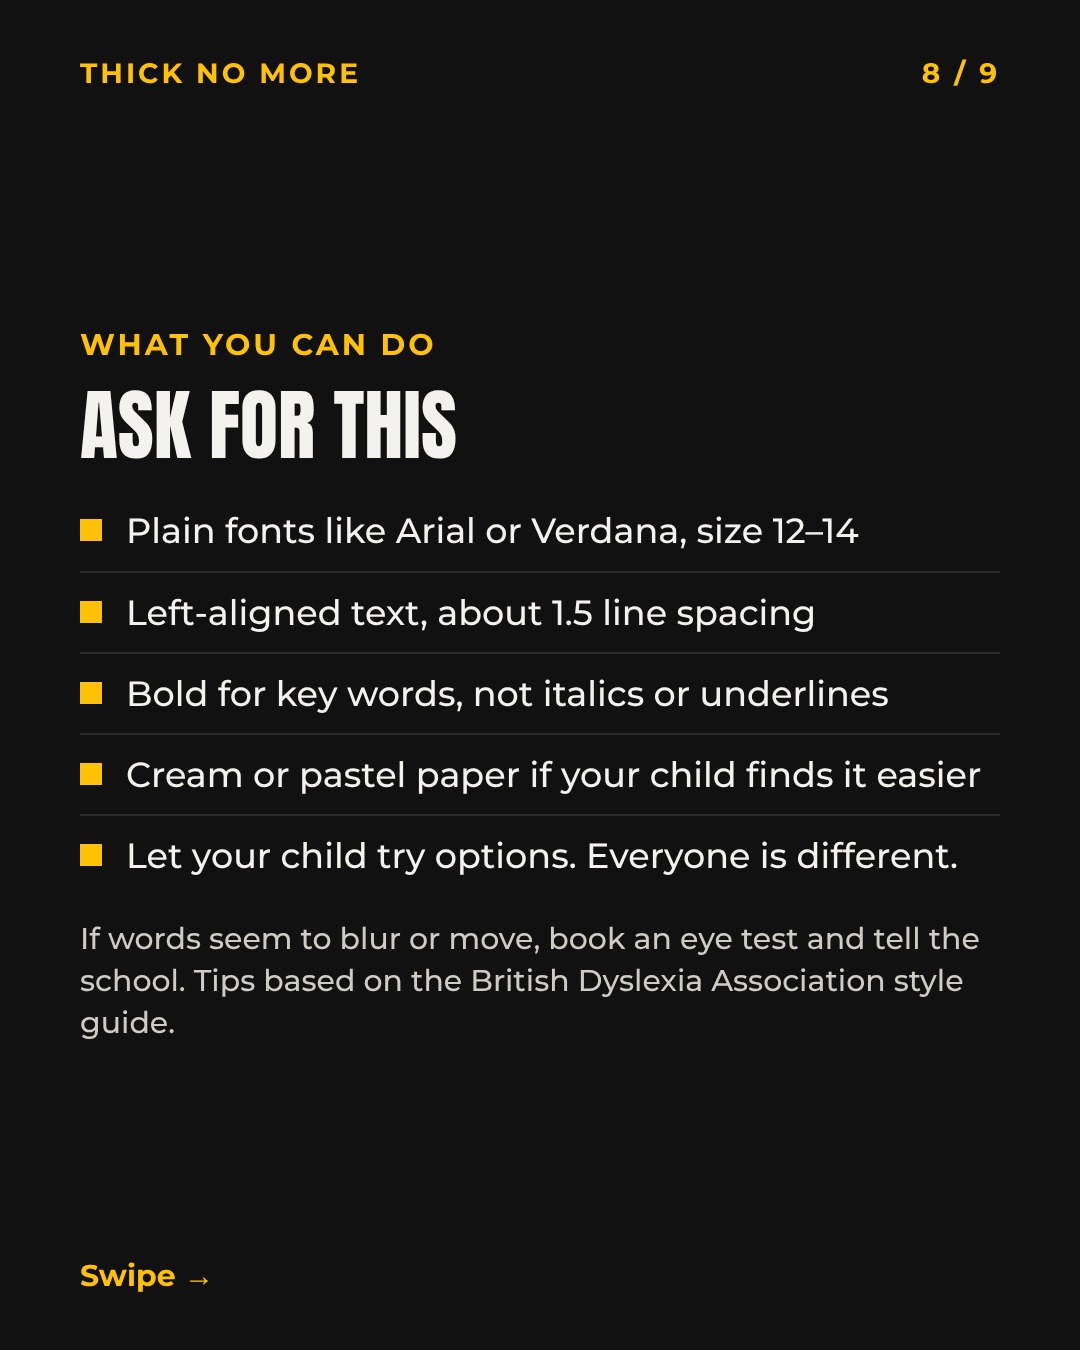 THICK NO MORE
8 / 9
WHAT YOU CAN DO
ASK FOR THIS
Plain fonts like Arial or Verdana, size 12–14
Left-aligned text, about 1.5 line spacing
Bold for key words, not italics or underlines
Cream or pastel paper if your child finds it easier
Let your child try options. Everyone is different.
If words seem to blur or move, book an eye test and tell the
school. Tips based on the British Dyslexia Association style
guide.
Swipe →